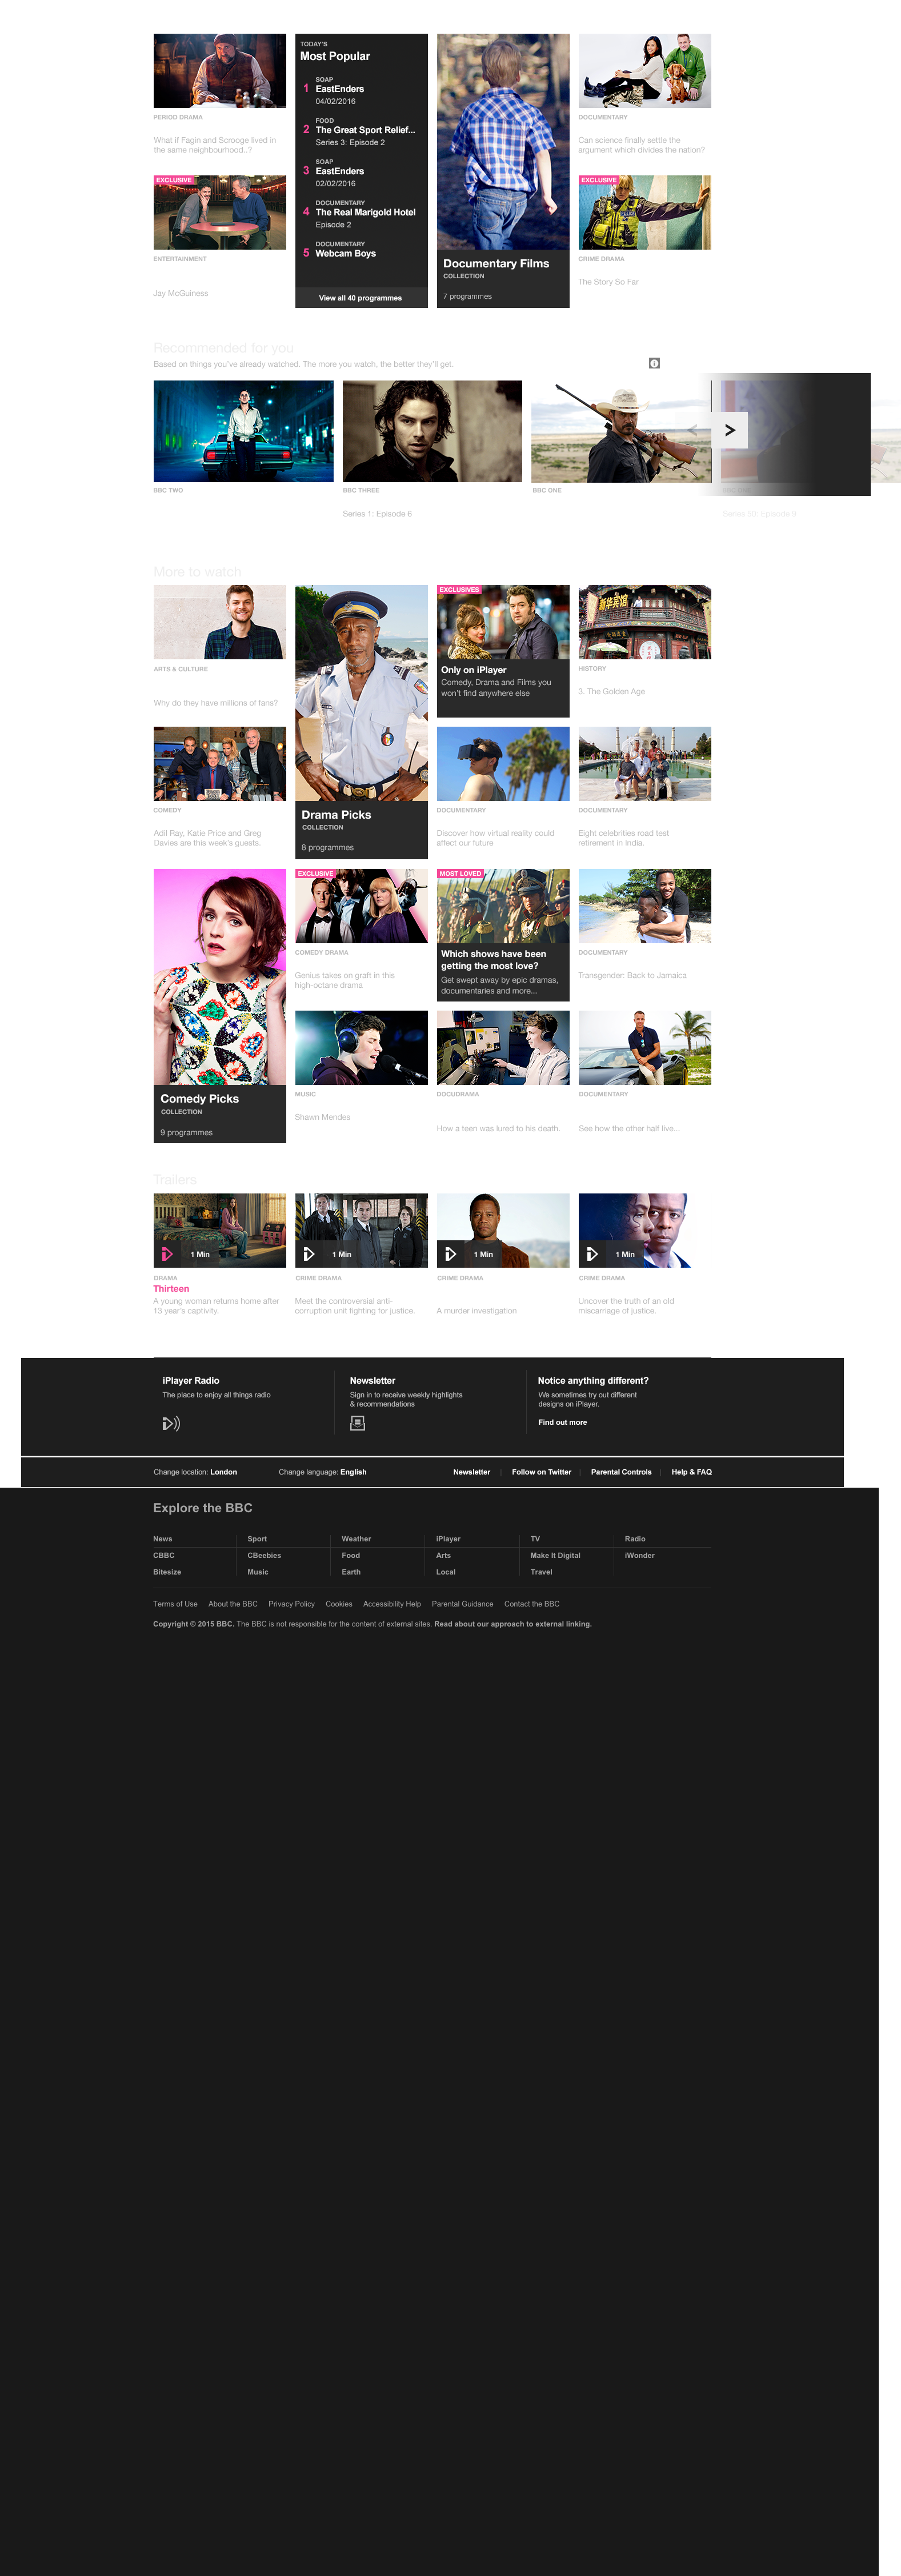 PERIOD DRAMA
What if Fagin and Scrooge lived in
the same neighbourhood..?
EXCLUSIVE
ENTERTAINMENT
Jay McGuiness
TODAY'S
Most Popular
SOAP
1 EastEnders
04/02/2016
FOOD
2 The Great Sport Relief...
Series 3: Episode 2
SOAP
3 EastEnders
02/02/2016
DOCUMENTARY
4 The Real Marigold Hotel
Episode 2
DOCUMENTARY
5 Webcam Boys
View all 40 programmes
Documentary Films
COLLECTION
7 programmes
DOCUMENTARY
Can science finally settle the
argument which divides the nation?
EXCLUSIVE
CRIME DRAMA
The Story So Far
Recommended for you
Based on things you've already watched. The more you watch, the better they'll get.
BBC TWO
BBC THREE
Series 1: Episode 6
BBC ONE
More to watch
ARTS & CULTURE
Why do they have millions of fans?
COMEDY
Adil Ray, Katie Price and Greg
Davies are this week's guests.
Drama Picks
COLLECTION
8 programmes
EXCLUSIVES
Only on iPlayer
Comedy, Drama and Films you
won't find anywhere else
HISTORY
3. The Golden Age
DOCUMENTARY
Discover how virtual reality could
affect our future
DOCUMENTARY
Eight celebrities road test
retirement in India.
Comedy Picks
COLLECTION
9 programmes
EXCLUSIVE
COMEDY DRAMA
Genius takes on graft in this
high-octane drama
MOST LOVED
Which shows have been
getting the most love?
Get swept away by epic dramas,
documentaries and more...
DOCUMENTARY
Transgender: Back to Jamaica
MUSIC
Shawn Mendes
DOCUDRAMA
How a teen was lured to his death.
DOCUMENTARY
See how the other half live...
Trailers
1 Min
DRAMA
Thirteen
A young woman returns home after
13 year's captivity.
1 Min
CRIME DRAMA
Meet the controversial anti-
corruption unit fighting for justice.
1 Min
CRIME DRAMA
A murder investigation
1 Min
CRIME DRAMA
Uncover the truth of an old
miscarriage of justice.
iPlayer Radio
The place to enjoy all things radio
Newsletter
Sign in to receive weekly highlights
& recommendations
Notice anything different?
We sometimes try out different
designs on iPlayer.
Find out more
Change location: London
Change language: English
Newsletter | Follow on Twitter | Parental Controls | Help & FAQ
Explore the BBC
News Sport Weather iPlayer TV Radio
CBBC CBeebies Food Arts Make It Digital iWonder
Bitesize Music Earth Local Travel
Terms of Use About the BBC Privacy Policy Cookies Accessibility Help Parental Guidance Contact the BBC
Copyright © 2015 BBC. The BBC is not responsible for the content of external sites. Read about our approach to external linking.